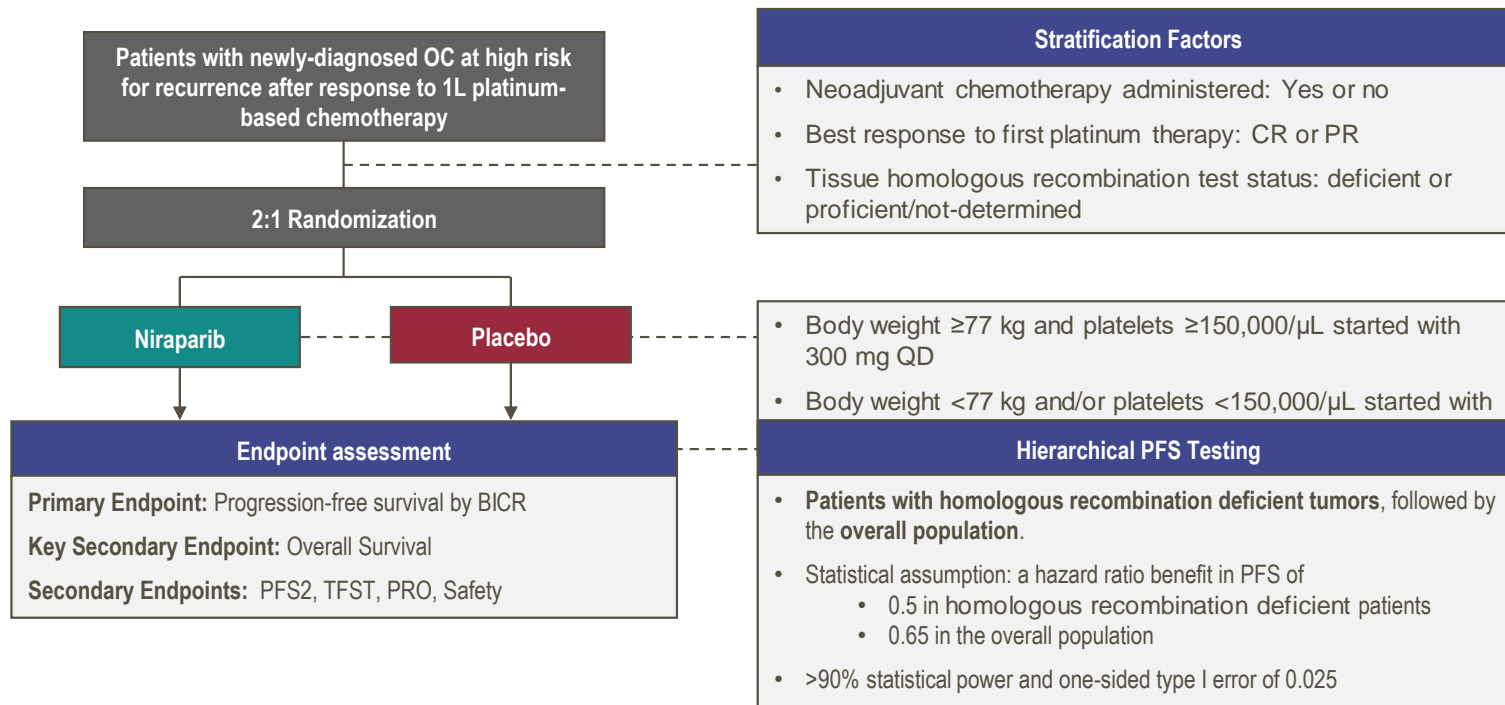 Patients with newly-diagnosed OC at high risk
for recurrence after response to 1L platinum-
based chemotherapy
2:1 Randomization
Niraparib
Placebo
Endpoint assessment
Primary Endpoint: Progression-free survival by BICR
Key Secondary Endpoint: Overall Survival
Secondary Endpoints: PFS2, TFST, PRO, Safety
Stratification Factors
• Neoadjuvant chemotherapy administered: Yes or no
• Best response to first platinum therapy: CR or PR
• Tissue homologous recombination test status: deficient or
proficient/not-determined
• Body weight ≥77 kg and platelets ≥150,000/μL started with
300 mg QD
• Body weight <77 kg and/or platelets <150,000/μL started with
Hierarchical PFS Testing
• Patients with homologous recombination deficient tumors, followed by
the overall population.
• Statistical assumption: a hazard ratio benefit in PFS of
• 0.5 in homologous recombination deficient patients
• 0.65 in the overall population
• >90% statistical power and one-sided type I error of 0.025